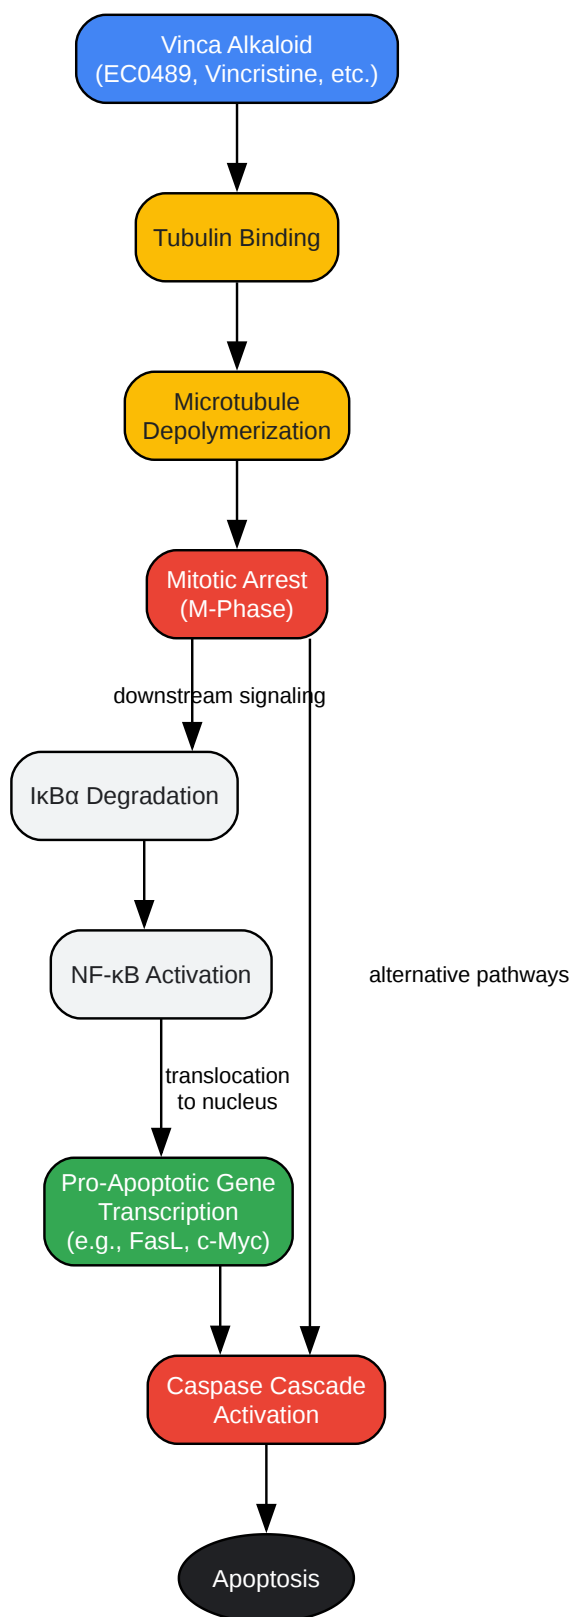 Vinca Alkaloid
(EC0489, Vincristine, etc.)
Tubulin Binding
Microtubule
Depolymerization
Mitotic Arrest
(M-Phase)
downstream signaling
IκBα Degradation
NF-κB Activation
alternative pathways
translocation
to nucleus
Pro-Apoptotic Gene
Transcription
(e.g., FasL, c-Myc)
Caspase Cascade
Activation
Apoptosis